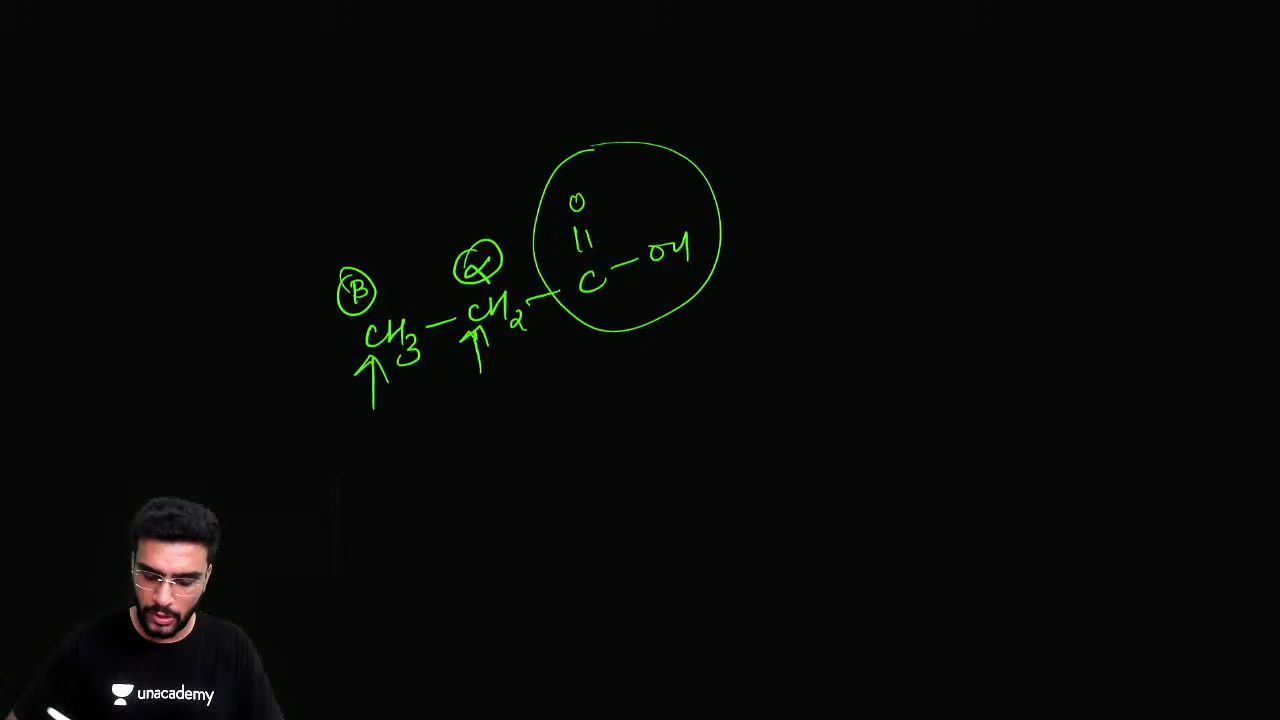 O
||
α
C — OH
β
CH₃ — CH₂ —
unacademy